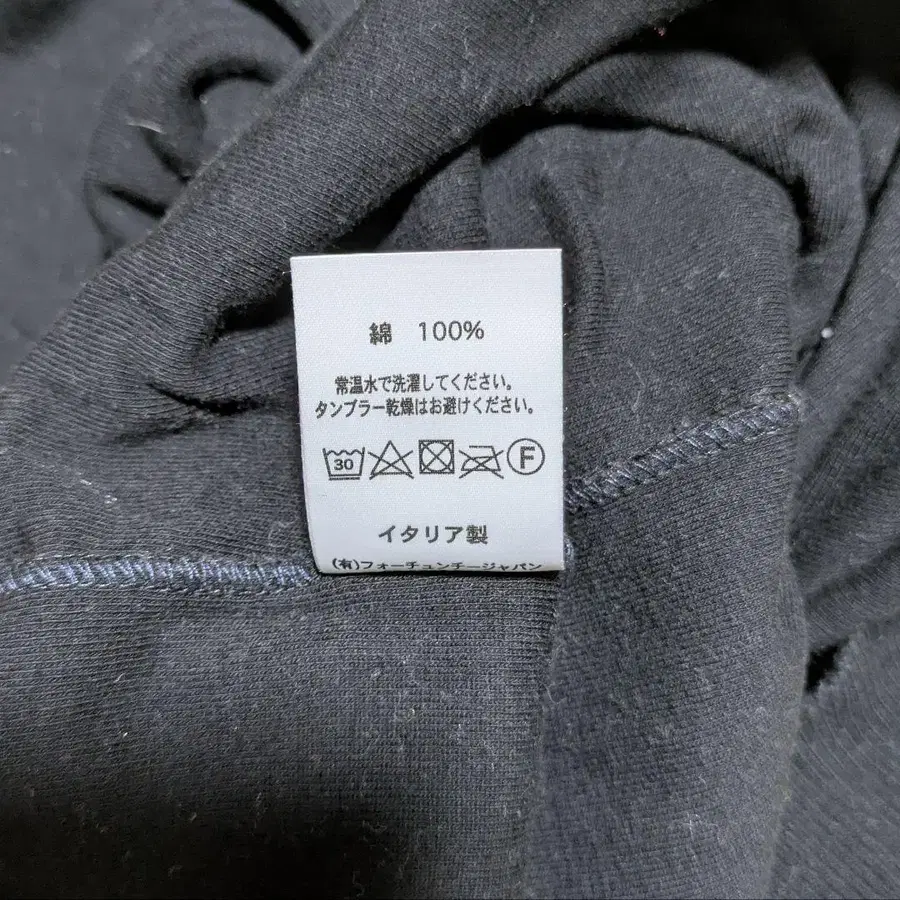 綿 100%
常温水で洗濯してください。
タンブラー乾燥はお避けください。
30 F
イタリア製
(有)フォーチュンチージャパン